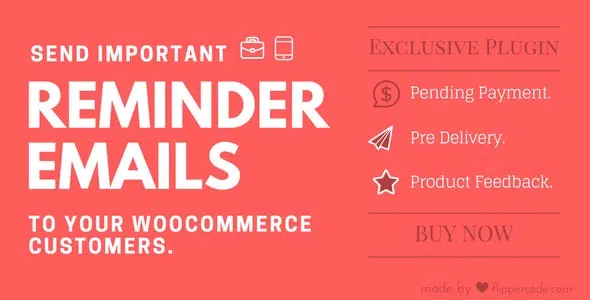 SEND IMPORTANT
REMINDER
EMAILS
TO YOUR WOOCOMMERCE
CUSTOMERS.
EXCLUSIVE PLUGIN
$ Pending Payment.
Pre Delivery.
Product Feedback.
BUY NOW
made by flippercode.com